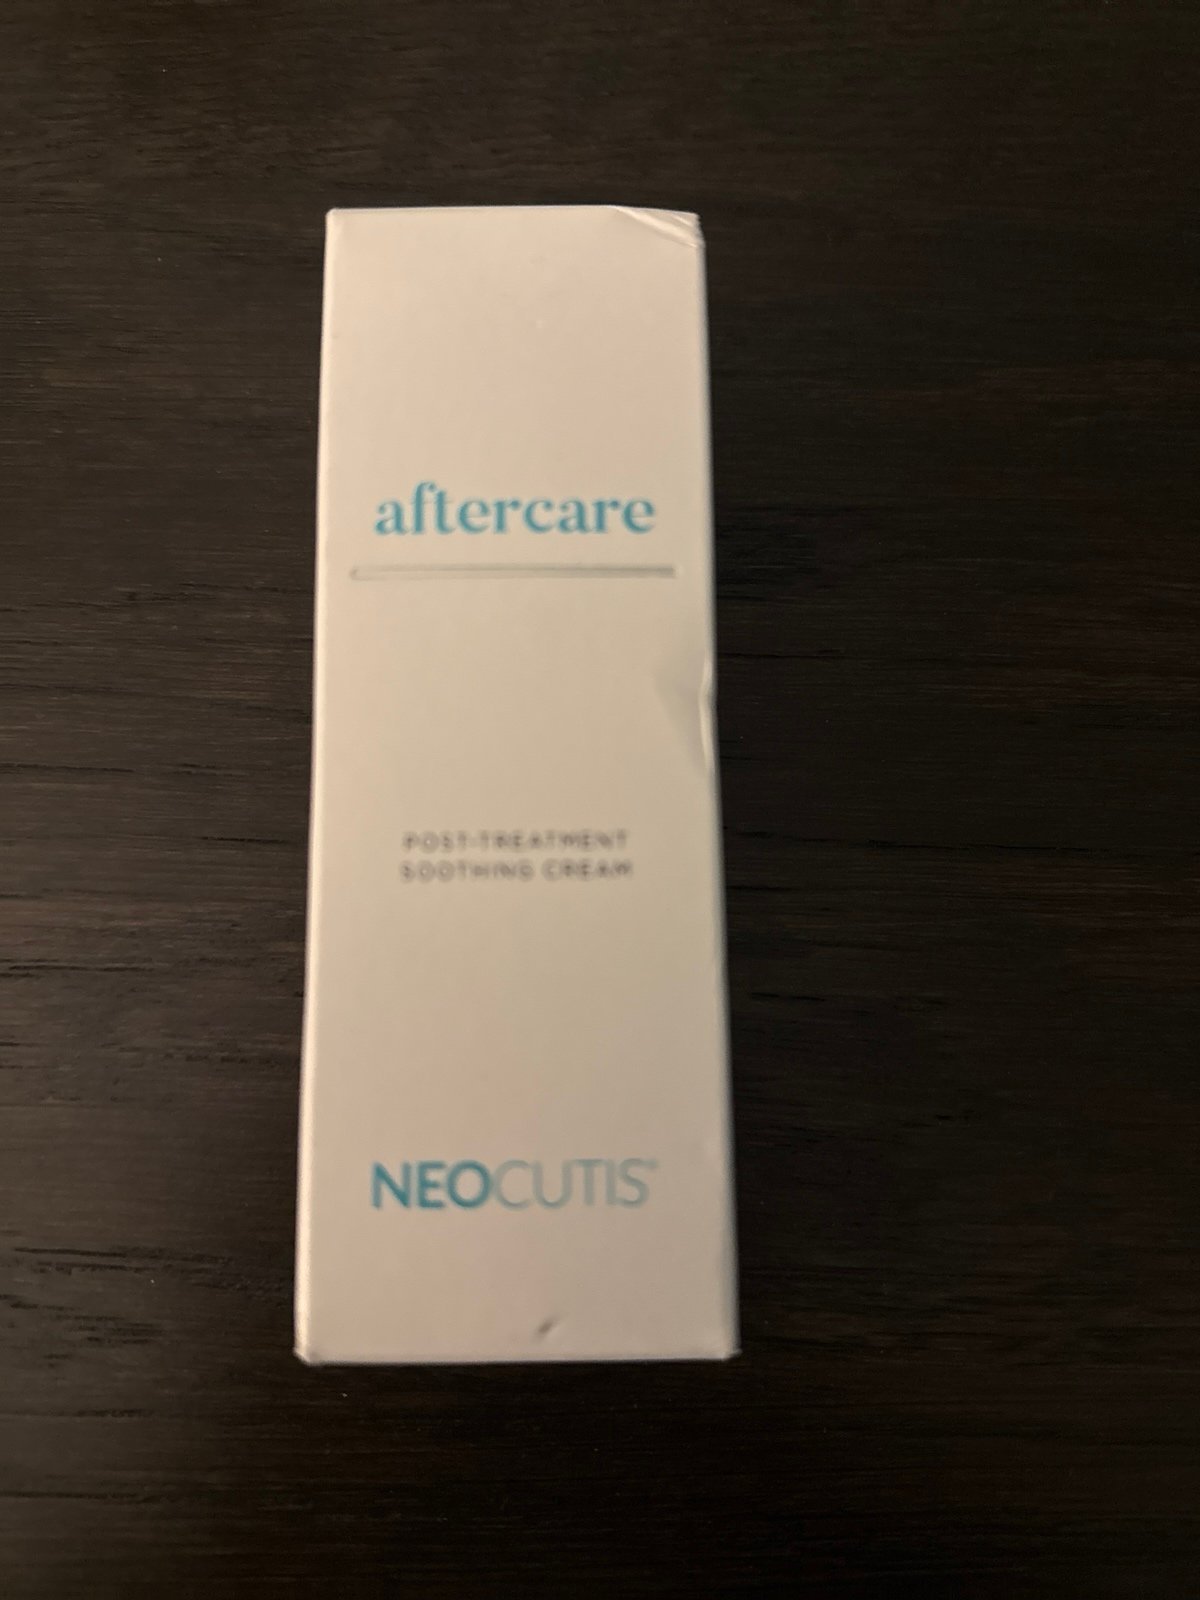 aftercare
POST-TREATMENT
SOOTHING CREAM
NEOCUTIS®